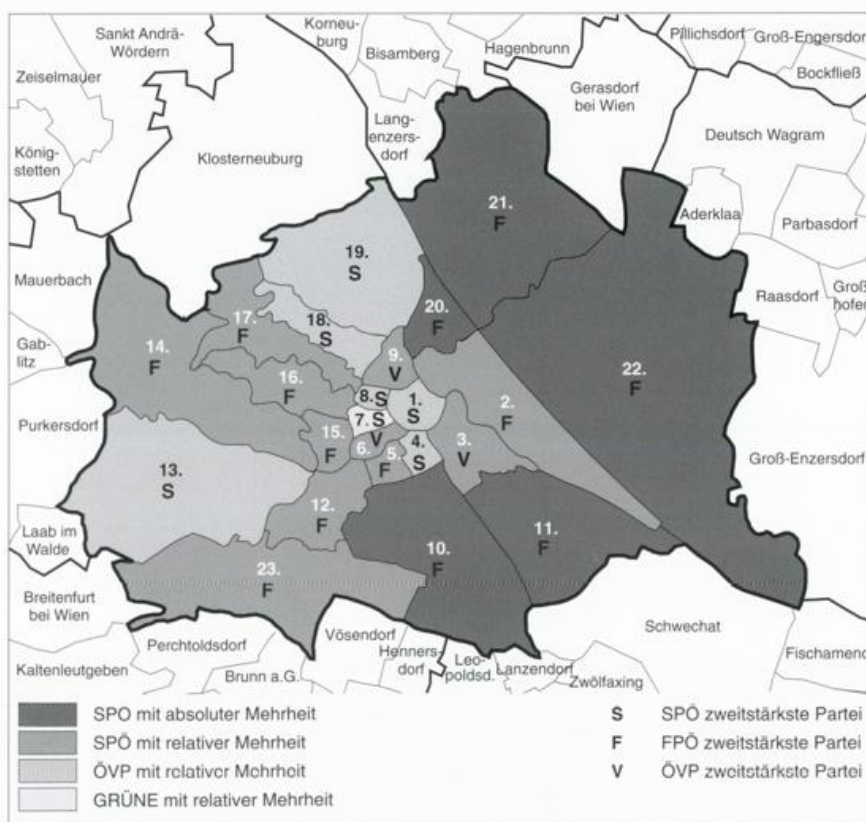 Sankt Andrä-
Wördern
Korneu-
burg
Bisamberg
Hagenbrunn
Pillichsdorf
Groß-Engersdorf
Bockfließ
Zeiselmauer
Gerasdorf
bei Wien
Lang-
enzers-
dorf
Deutsch Wagram
König-
stetten
Klosterneuburg
Aderklaa
Parbasdorf
Mauerbach
Raasdorf
Groß
hofen
Gab-
litz
Purkersdorf
Groß-Enzersdorf
21.
F
19.
S
20.
F
17.
F
18.
S
14.
F
9.
V
22.
F
16.
F
8. S
1.
S
2.
F
7. S
15.
F
6.
V
5.
F
4.
S
3.
V
13.
S
12.
F
11.
F
10.
F
23.
F
Laab im
Walde
Breitenfurt
bei Wien
Kaltenleutgeben
Perchtoldsdorf
Brunn a.G.
Vösendorf
Henners-
dorf
Leo-
poldsd.
Lanzendorf
Zwölfaxing
Schwechat
Fischamend
SPÖ mit absoluter Mehrheit
SPÖ mit relativer Mehrheit
ÖVP mit relativer Mehrheit
GRÜNE mit relativer Mehrheit
S SPÖ zweitstärkste Partei
F FPÖ zweitstärkste Partei
V ÖVP zweitstärkste Partei